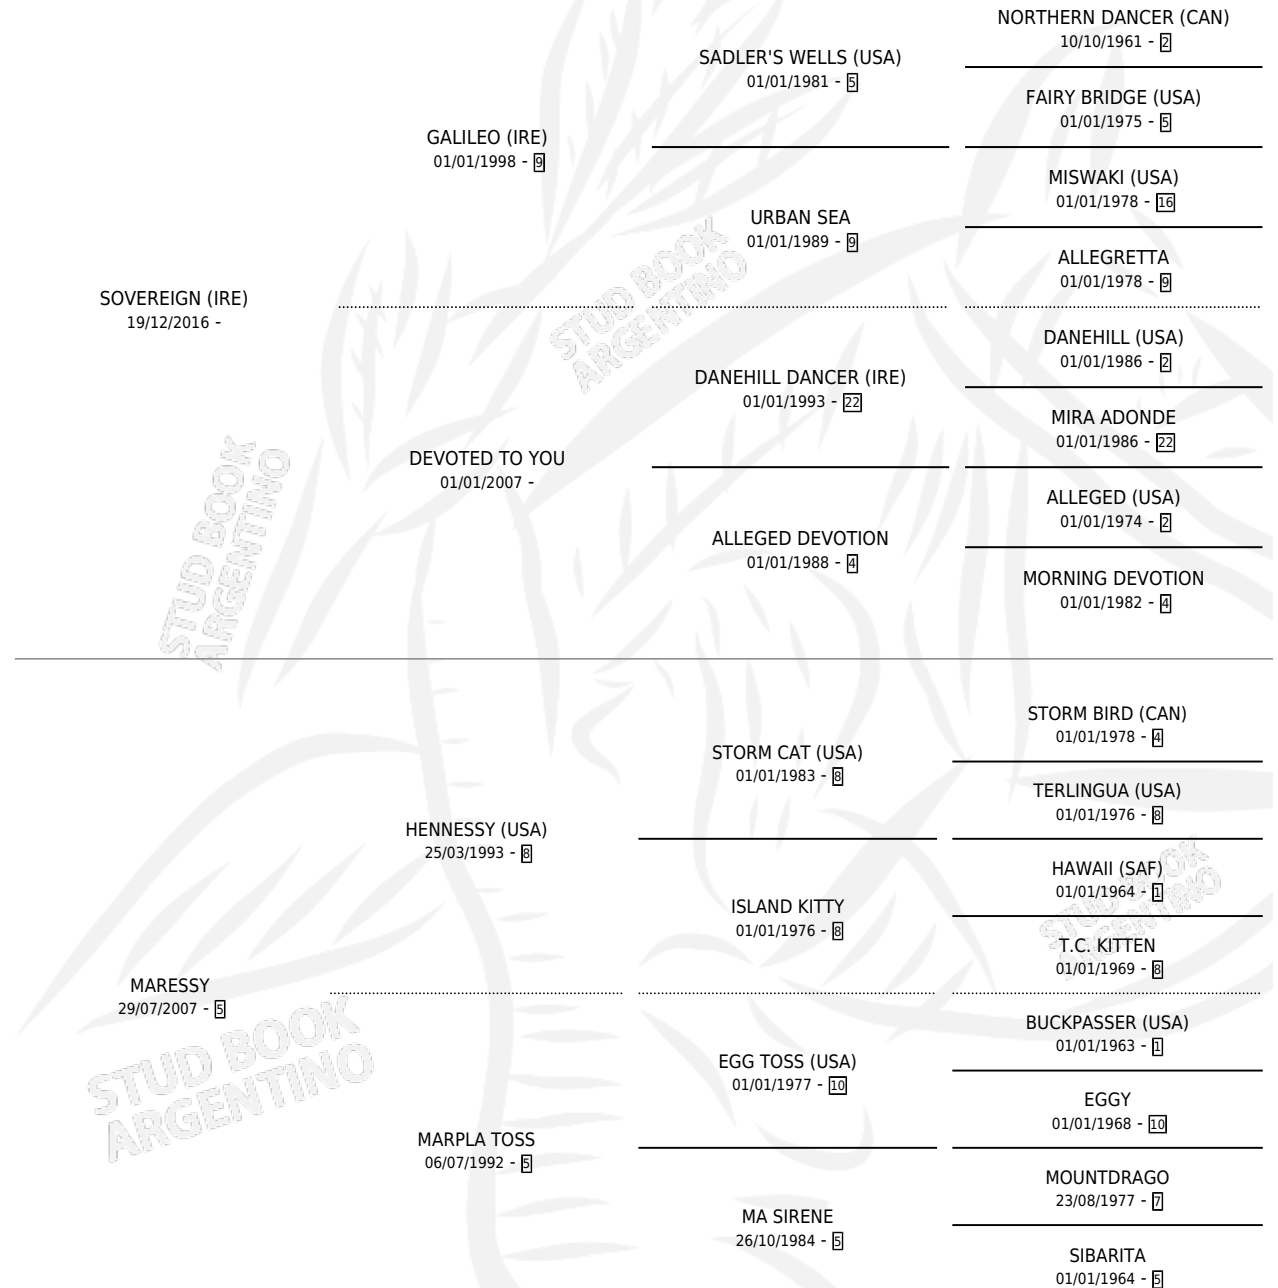 NORTHERN DANCER (CAN)
10/10/1961 - 2
SADLER'S WELLS (USA)
01/01/1981 - 5
FAIRY BRIDGE (USA)
01/01/1975 - 5
GALILEO (IRE)
01/01/1998 - 9
MISWAKI (USA)
01/01/1978 - 16
URBAN SEA
01/01/1989 - 9
ALLEGRETTA
01/01/1978 - 9
SOVEREIGN (IRE)
19/12/2016 -
DANEHILL (USA)
01/01/1986 - 2
DANEHILL DANCER (IRE)
01/01/1993 - 22
MIRA ADONDE
01/01/1986 - 22
DEVOTED TO YOU
01/01/2007 -
ALLEGED (USA)
01/01/1974 - 2
ALLEGED DEVOTION
01/01/1988 - 4
MORNING DEVOTION
01/01/1982 - 4
STORM BIRD (CAN)
01/01/1978 - 4
STORM CAT (USA)
01/01/1983 - 8
TERLINGUA (USA)
01/01/1976 - 8
HENNESSY (USA)
25/03/1993 - 8
HAWAII (SAF)
01/01/1964 - 1
ISLAND KITTY
01/01/1976 - 8
T.C. KITTEN
01/01/1969 - 8
MARESSY
29/07/2007 - 5
BUCKPASSER (USA)
01/01/1963 - 1
EGG TOSS (USA)
01/01/1977 - 10
EGGY
01/01/1968 - 10
MARPLA TOSS
06/07/1992 - 5
MOUNTDRAGO
23/08/1977 - 7
MA SIRENE
26/10/1984 - 5
SIBARITA
01/01/1964 - 5
STUD BOOK
ARGENTINO
STUD BOOK
ARGENTINO
STUD BOOK
ARGENTINO
STUD BOOK
ARGENTINO